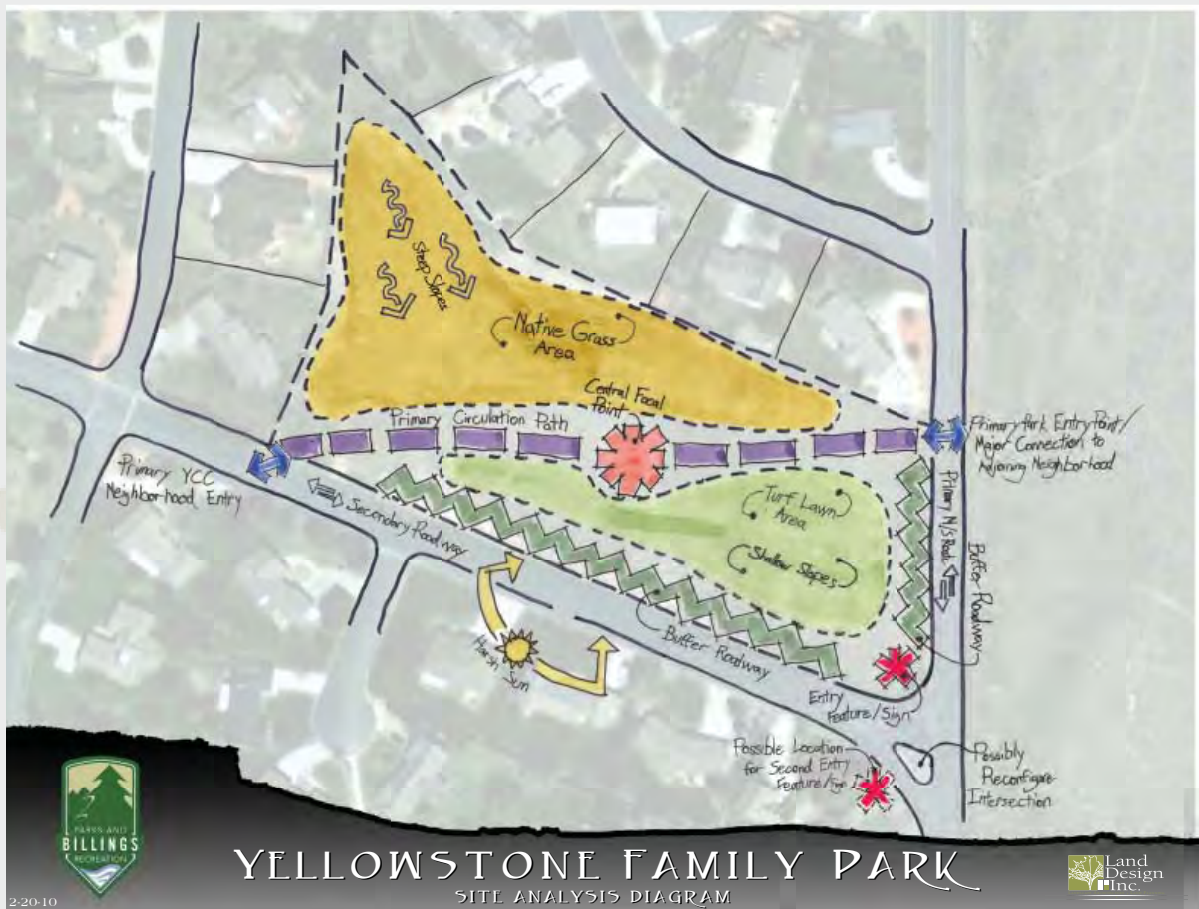 Steep Slopes
Native Grass
Area
Central Focal
Point
Primary Circulation Path
Primary Park Entry Point/
Major Connection to
Adjoining Neighborhood
Primary YCC
Neighborhood Entry
Secondary Roadway
Turf Lawn
Area
Shallow Slopes
Primary N/S Road
Buffer Roadway
Buffer Roadway
Harsh Sun
Entry
Feature/Sign
Possible Location
for Second Entry
Feature/Sign
Possibly
Reconfigure
Intersection
PARKS AND
BILLINGS
RECREATION
YELLOWSTONE FAMILY PARK
SITE ANALYSIS DIAGRAM
2-20-10
Land
Design
Inc.